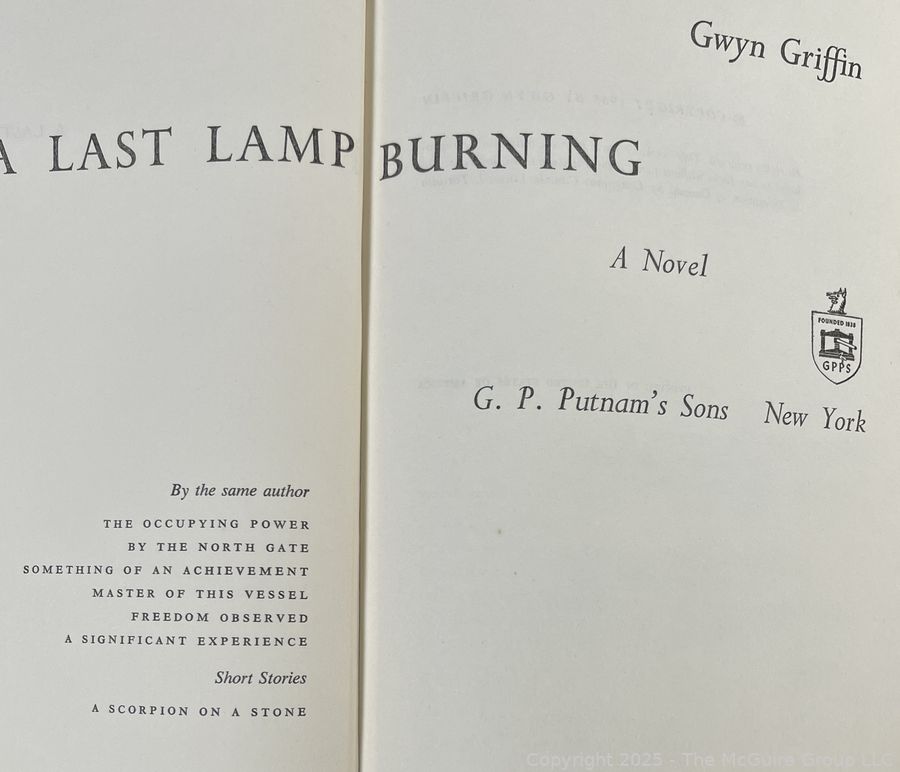 Gwyn Griffin
A LAST LAMP BURNING
A Novel
FOUNDED 1838
GPPS
G. P. Putnam's Sons New York
By the same author
THE OCCUPYING POWER
BY THE NORTH GATE
SOMETHING OF AN ACHIEVEMENT
MASTER OF THIS VESSEL
FREEDOM OBSERVED
A SIGNIFICANT EXPERIENCE
Short Stories
A SCORPION ON A STONE
Copyright 2025 - The McGuire Group LLC